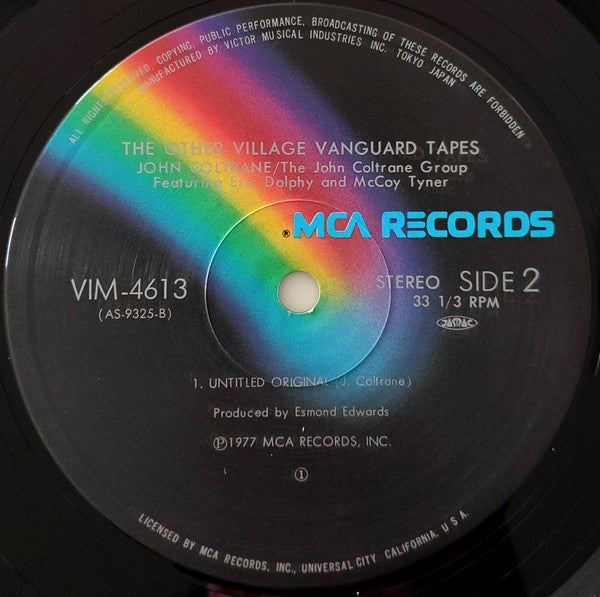 ALL RIGHTS RESERVED. COPYING, PUBLIC PERFORMANCE, BROADCASTING OF THESE RECORDS ARE FORBIDDEN
MANUFACTURED BY VICTOR MUSICAL INDUSTRIES INC. TOKYO JAPAN
THE OTHER VILLAGE VANGUARD TAPES
JOHN COLTRANE/The John Coltrane Group
Featuring Eric Dolphy and McCoy Tyner
®MCA RECORDS
VIM-4613
(AS-9325-B)
STEREO SIDE 2
33 1/3 RPM
JASRAC
1. UNTITLED ORIGINAL (J. Coltrane)
Produced by Esmond Edwards
Ⓟ1977 MCA RECORDS, INC.
①
LICENSED BY MCA RECORDS, INC., UNIVERSAL CITY, CALIFORNIA, U.S.A.